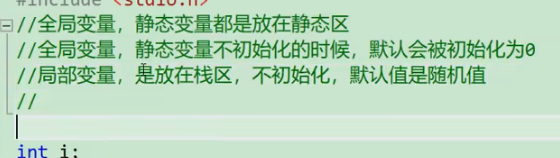 #include <stdio.h>
//全局变量，静态变量都是放在静态区
//全局变量，静态变量不初始化的时候，默认会被初始化为0
//局部变量，是放在栈区，不初始化，默认值是随机值
//
int i;